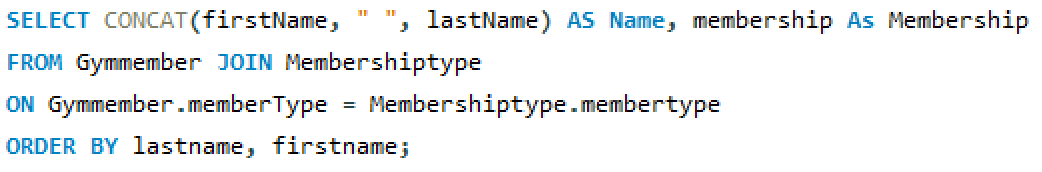 SELECT CONCAT(firstName, " ", lastName) AS Name, membership As Membership
FROM Gymmember JOIN Membershiptype
ON Gymmember.memberType = Membershiptype.membertype
ORDER BY lastname, firstname;